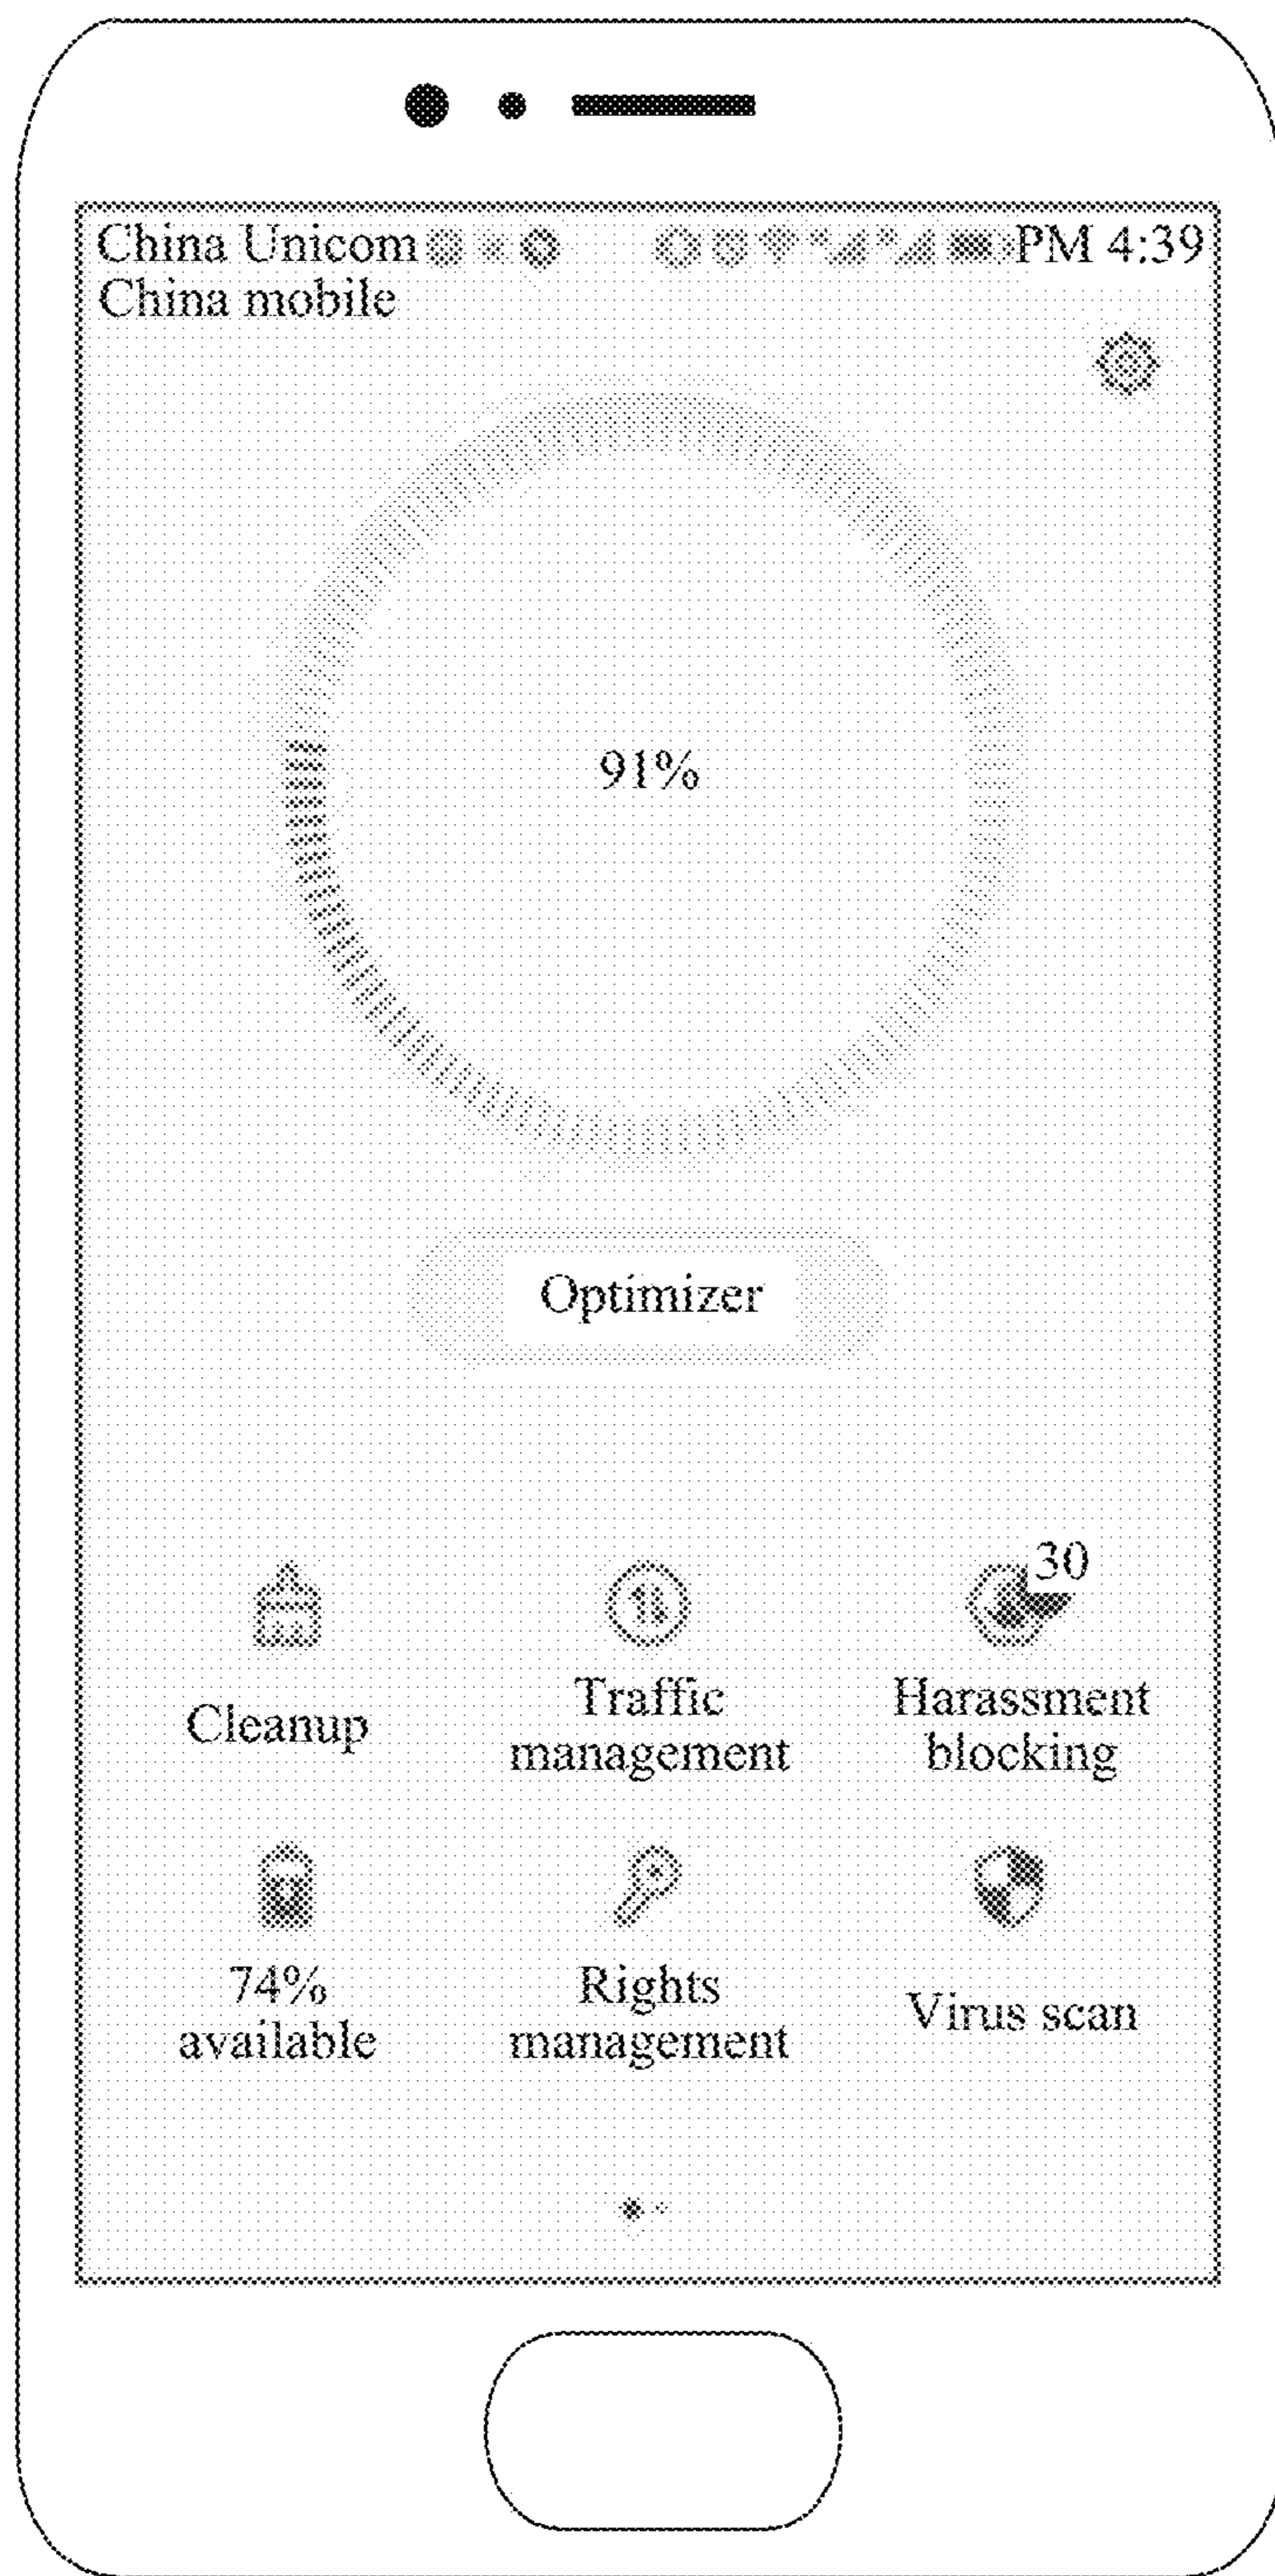 China Unicom PM 4:39
China mobile
91%
Optimizer
30
Cleanup
Traffic
management
Harassment
blocking
74%
available
Rights
management
Virus scan